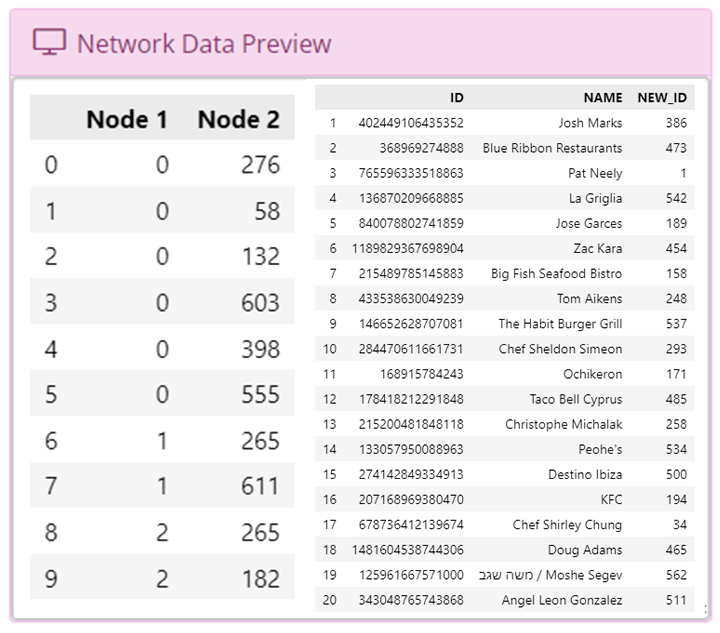 Network Data Preview
Node 1 Node 2
0 0 276
1 0 58
2 0 132
3 0 603
4 0 398
5 0 555
6 1 265
7 1 611
8 2 265
9 2 182
ID NAME NEW_ID
1 402449106435352 Josh Marks 386
2 368969274888 Blue Ribbon Restaurants 473
3 765596333518863 Pat Neely 1
4 136870209668885 La Griglia 542
5 840078802741859 Jose Garces 189
6 1189829367698904 Zac Kara 454
7 215489785145883 Big Fish Seafood Bistro 158
8 433538630049239 Tom Aikens 248
9 146652628707081 The Habit Burger Grill 537
10 284470611661731 Chef Sheldon Simeon 293
11 168915784243 Ochikeron 171
12 178418212291848 Taco Bell Cyprus 485
13 215200481848118 Christophe Michalak 258
14 133057950088963 Peohe's 534
15 274142849334913 Destino Ibiza 500
16 207168969380470 KFC 194
17 678736412139674 Chef Shirley Chung 34
18 1481604538744306 Doug Adams 465
19 125961667571000 משה שגב / Moshe Segev 562
20 343048765743868 Angel Leon Gonzalez 511